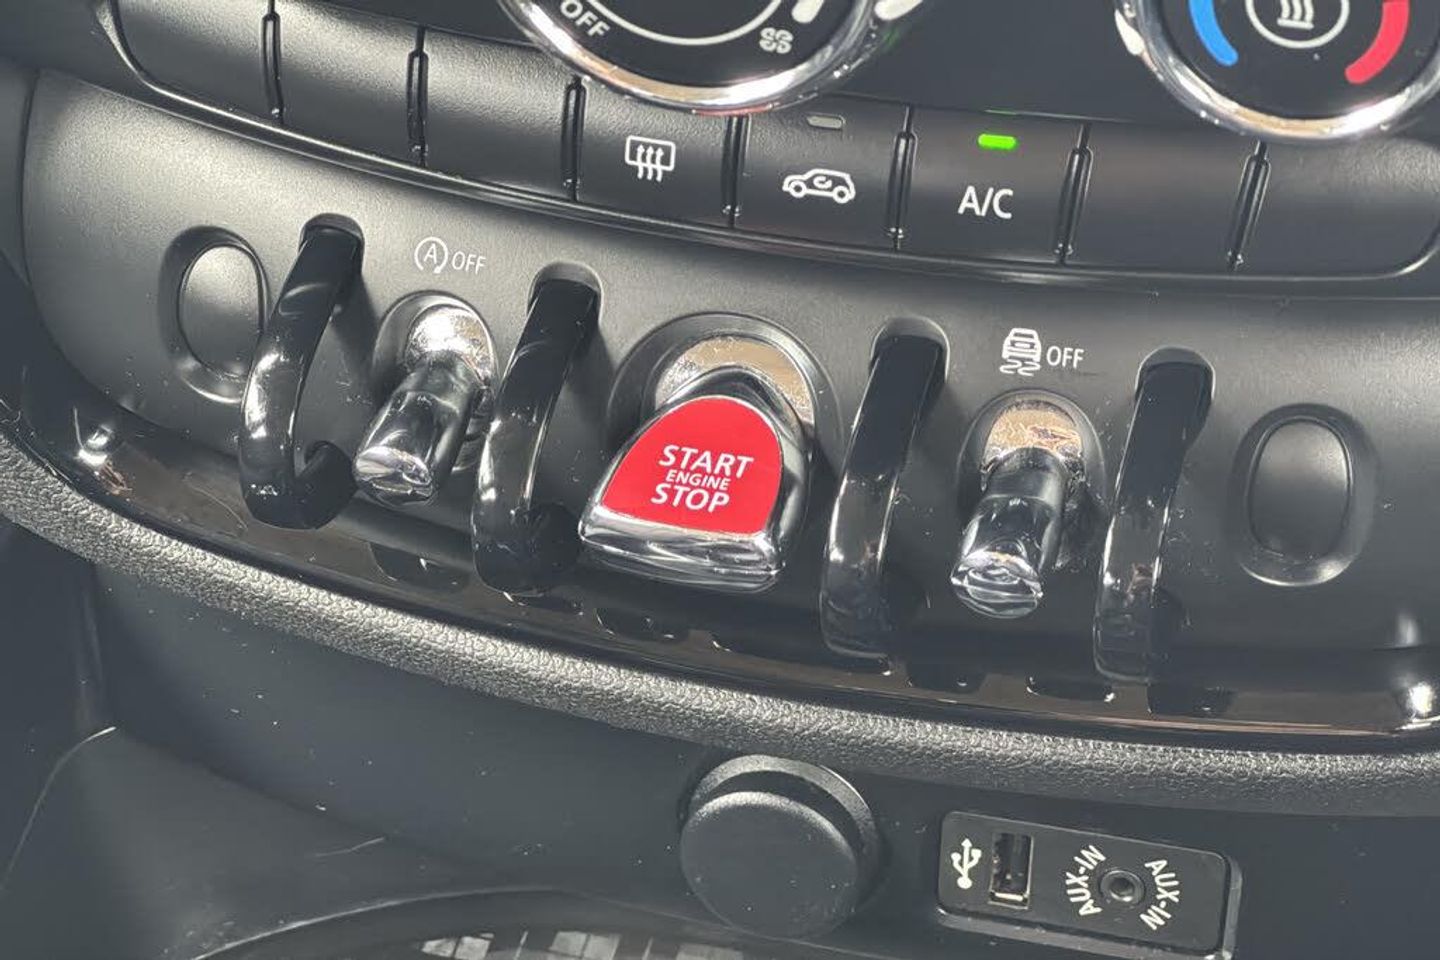 OFF
A/C
A OFF
OFF
START
ENGINE
STOP
AUX-IN
AUX-IN